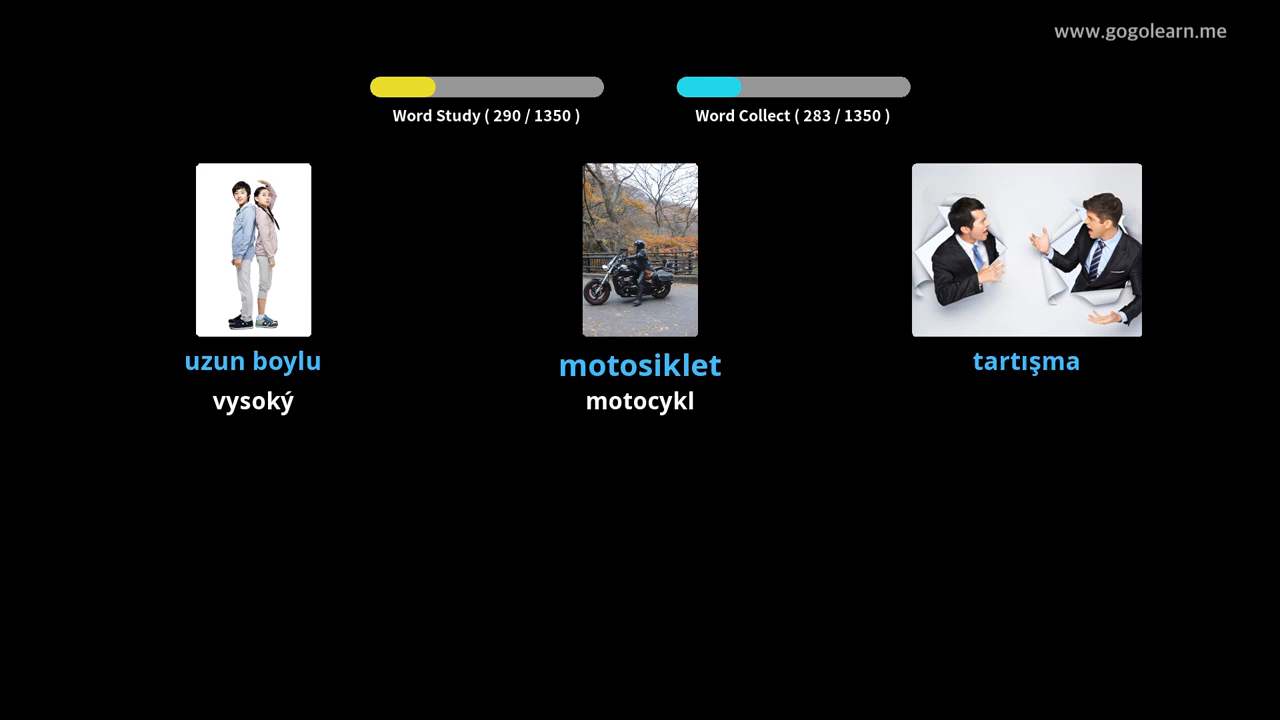 www.gogolearn.me
Word Study ( 290 / 1350 )
Word Collect ( 283 / 1350 )
uzun boylu
motosiklet
tartışma
vysoký
motocykl